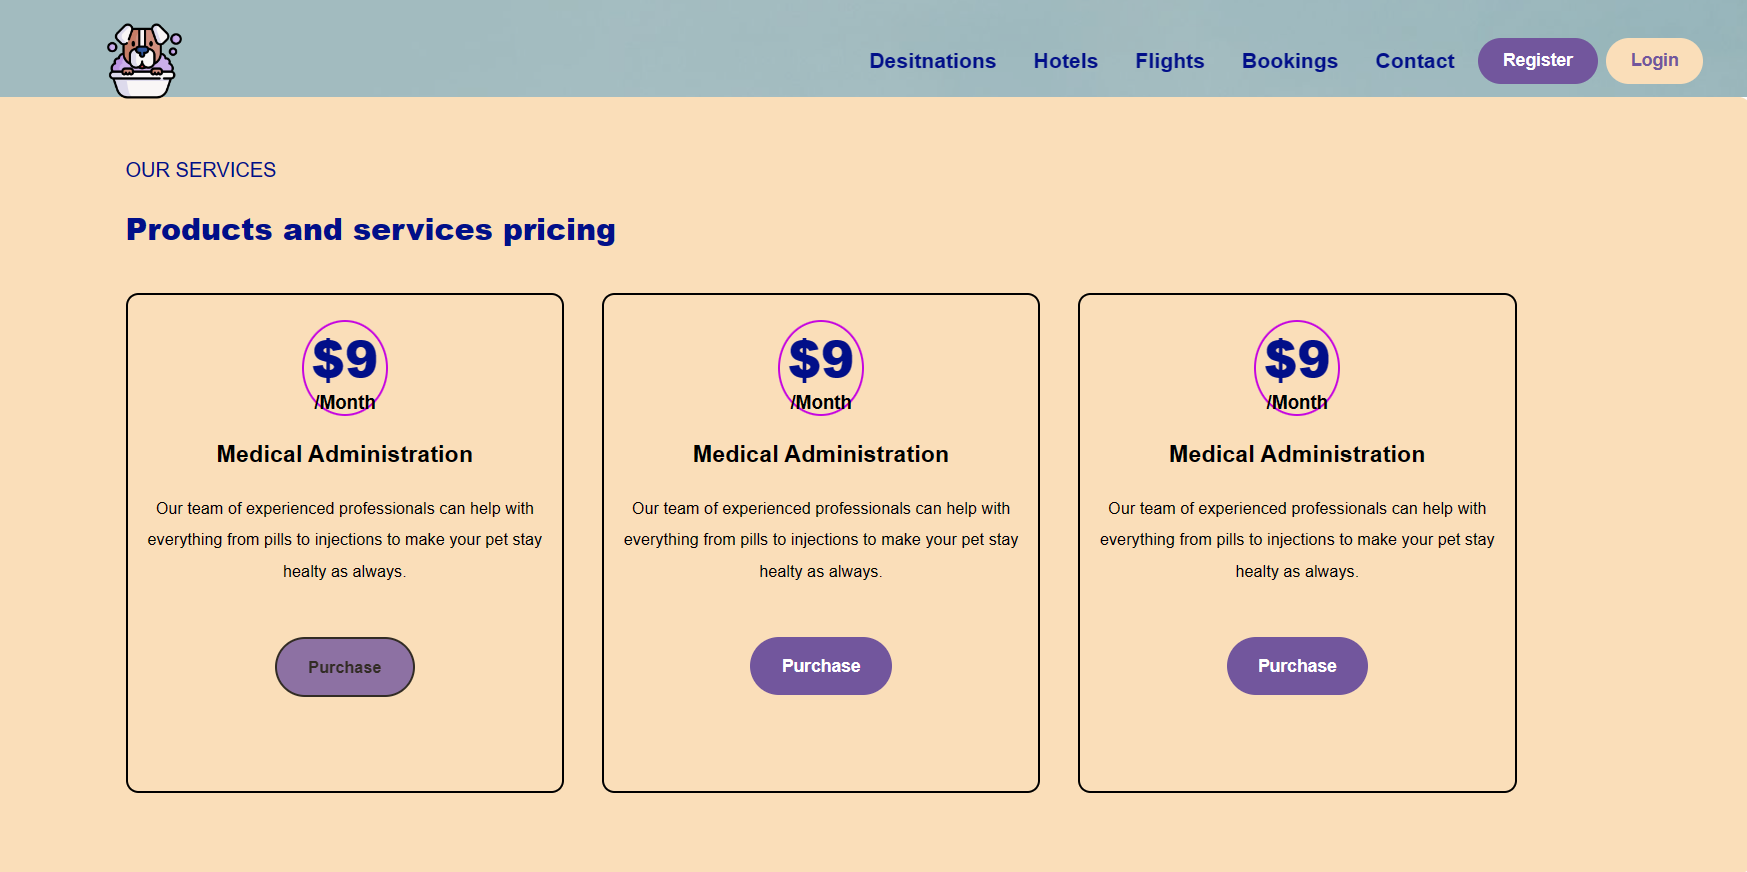 Desitnations Hotels Flights Bookings Contact Register Login
OUR SERVICES
Products and services pricing
$9
/Month
Medical Administration
Our team of experienced professionals can help with
everything from pills to injections to make your pet stay
healty as always.
Purchase
$9
/Month
Medical Administration
Our team of experienced professionals can help with
everything from pills to injections to make your pet stay
healty as always.
Purchase
$9
/Month
Medical Administration
Our team of experienced professionals can help with
everything from pills to injections to make your pet stay
healty as always.
Purchase